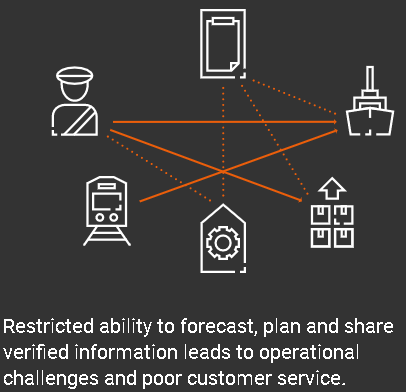 Restricted ability to forecast, plan and share
verified information leads to operational
challenges and poor customer service.